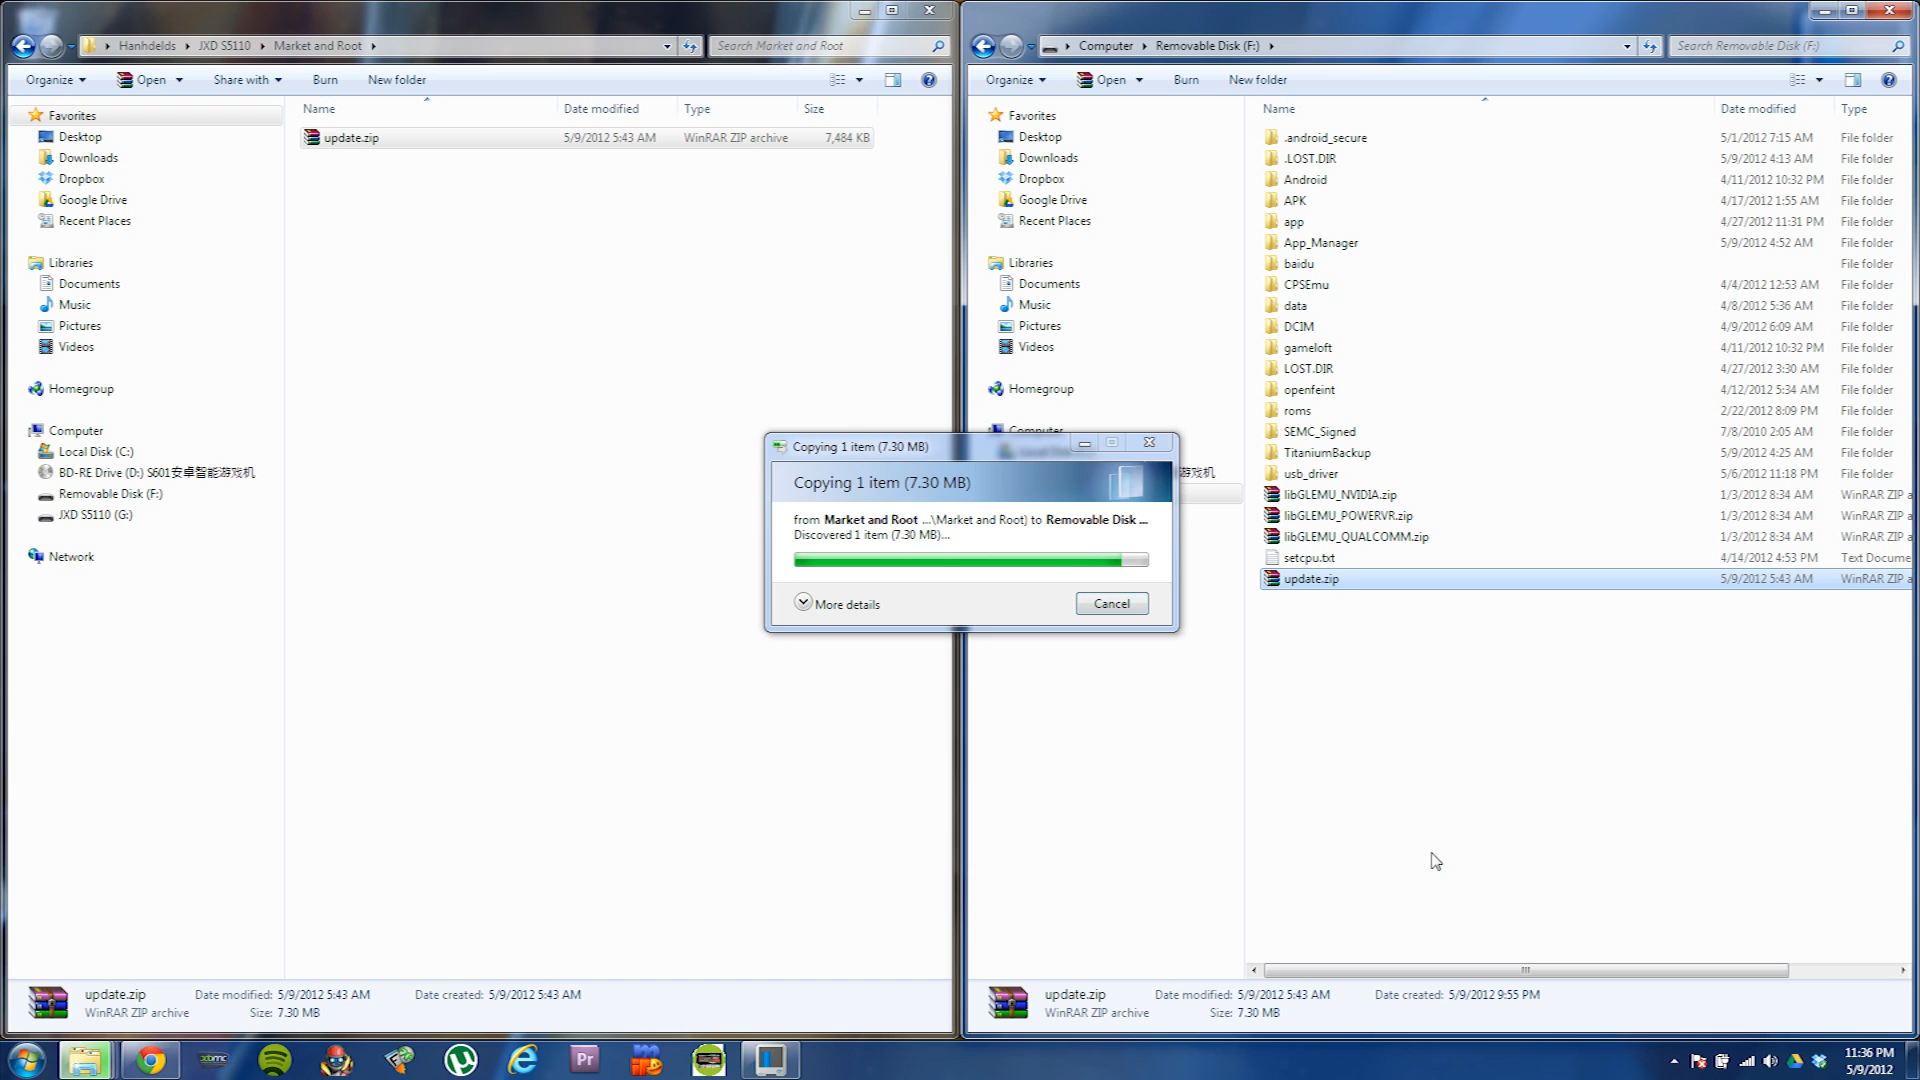 Hanhdelds JXD S5110 Market and Root
Search Market and Root
Organize Open Share with Burn New folder
Name Date modified Type Size
update.zip 5/9/2012 5:43 AM WinRAR ZIP archive 7,484 KB
Favorites
Desktop
Downloads
Dropbox
Google Drive
Recent Places
Libraries
Documents
Music
Pictures
Videos
Homegroup
Computer
Local Disk (C:)
BD-RE Drive (D:) S601安卓智能游戏机
Removable Disk (F:)
JXD S5110 (G:)
Network
update.zip Date modified: 5/9/2012 5:43 AM Date created: 5/9/2012 5:43 AM
WinRAR ZIP archive Size: 7.30 MB
Computer Removable Disk (F:)
Search Removable Disk (F:)
Organize Open Burn New folder
Favorites
Desktop
Downloads
Dropbox
Google Drive
Recent Places
Libraries
Documents
Music
Pictures
Videos
Homegroup
Computer
游戏机
Name Date modified Type
.android_secure 5/1/2012 7:15 AM File folder
.LOST.DIR 5/9/2012 4:13 AM File folder
Android 4/11/2012 10:32 PM File folder
APK 4/17/2012 1:55 AM File folder
app 4/27/2012 11:31 PM File folder
App_Manager 5/9/2012 4:52 AM File folder
baidu File folder
CPSEmu 4/4/2012 12:53 AM File folder
data 4/8/2012 5:36 AM File folder
DCIM 4/9/2012 6:09 AM File folder
gameloft 4/11/2012 10:32 PM File folder
LOST.DIR 4/27/2012 3:30 AM File folder
openfeint 4/12/2012 5:34 AM File folder
roms 2/22/2012 8:09 PM File folder
SEMC_Signed 7/8/2010 2:05 AM File folder
TitaniumBackup 5/9/2012 4:25 AM File folder
usb_driver 5/6/2012 11:18 PM File folder
libGLEMU_NVIDIA.zip 1/3/2012 8:34 AM WinRAR ZIP a
libGLEMU_POWERVR.zip 1/3/2012 8:34 AM WinRAR ZIP a
libGLEMU_QUALCOMM.zip 1/3/2012 8:34 AM WinRAR ZIP a
setcpu.txt 4/14/2012 4:53 PM Text Docume
update.zip 5/9/2012 5:43 AM WinRAR ZIP a
update.zip Date modified: 5/9/2012 5:43 AM Date created: 5/9/2012 9:55 PM
WinRAR ZIP archive Size: 7.30 MB
Copying 1 item (7.30 MB)
Copying 1 item (7.30 MB)
from Market and Root ...\Market and Root) to Removable Disk ...
Discovered 1 item (7.30 MB)...
More details Cancel
xbmc
Pr
11:36 PM
5/9/2012